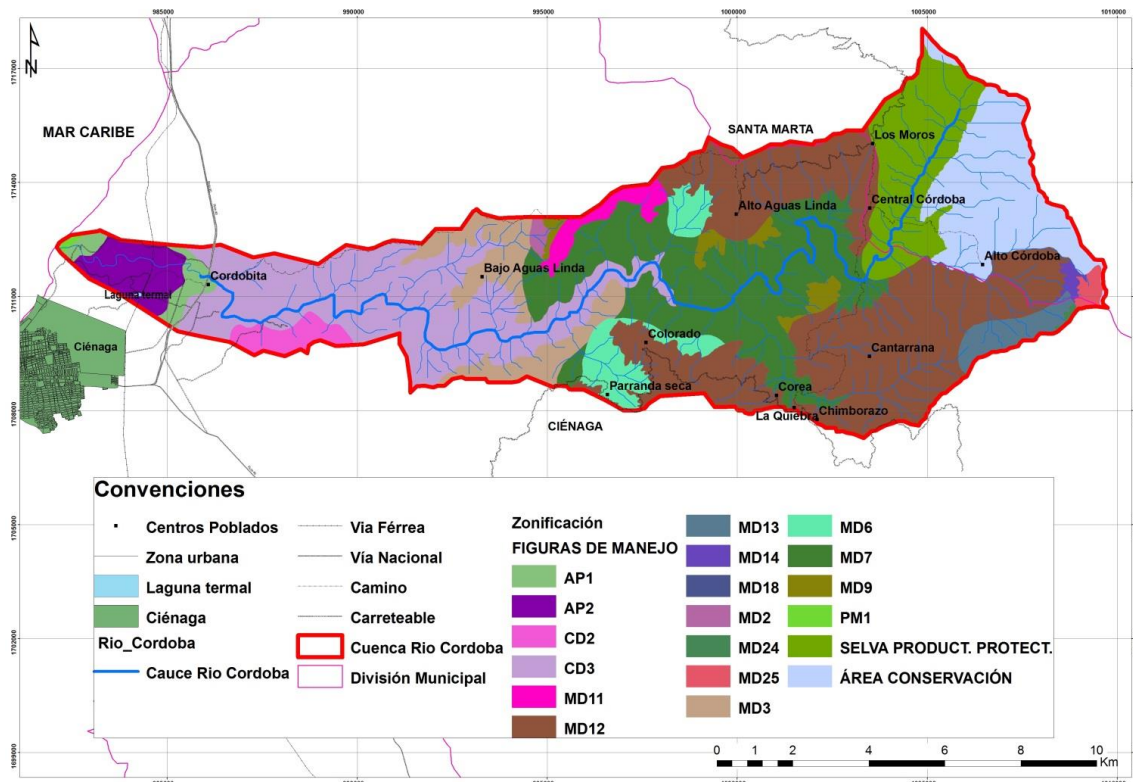 985000
990000
995000
1000000
1005000
1010000
1717000
1714000
1711000
1708000
1705000
1702000
1699000
N
MAR CARIBE
SANTA MARTA
Los Moros
Alto Aguas Linda
Central Córdoba
Alto Córdoba
Cordobita
Bajo Aguas Linda
Laguna termal
Ciénaga
Colorado
Cantarrana
Parranda seca
Corea
La Quiebra
Chimborazo
CIÉNAGA
Convenciones
Centros Poblados
Zona urbana
Laguna termal
Ciénaga
Rio_Cordoba
Cauce Rio Cordoba
Via Férrea
Vía Nacional
Camino
Carreteable
Cuenca Rio Cordoba
División Municipal
Zonificación
FIGURAS DE MANEJO
AP1
AP2
CD2
CD3
MD11
MD12
MD13
MD14
MD18
MD2
MD24
MD25
MD3
MD6
MD7
MD9
PM1
SELVA PRODUCT. PROTECT.
ÁREA CONSERVACIÓN
0 1 2 4 6 8 10
Km
985000
990000
995000
1000000
1005000